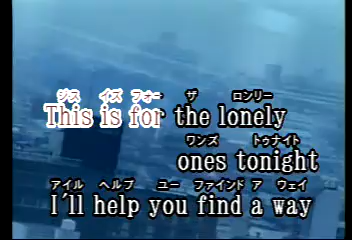 ジス イズ フォー ザ ロンリー
This is for the lonely
ワンズ トゥナイト
ones tonight
アイル ヘルプ ユー ファインド ア ウェイ
I'll help you find a way